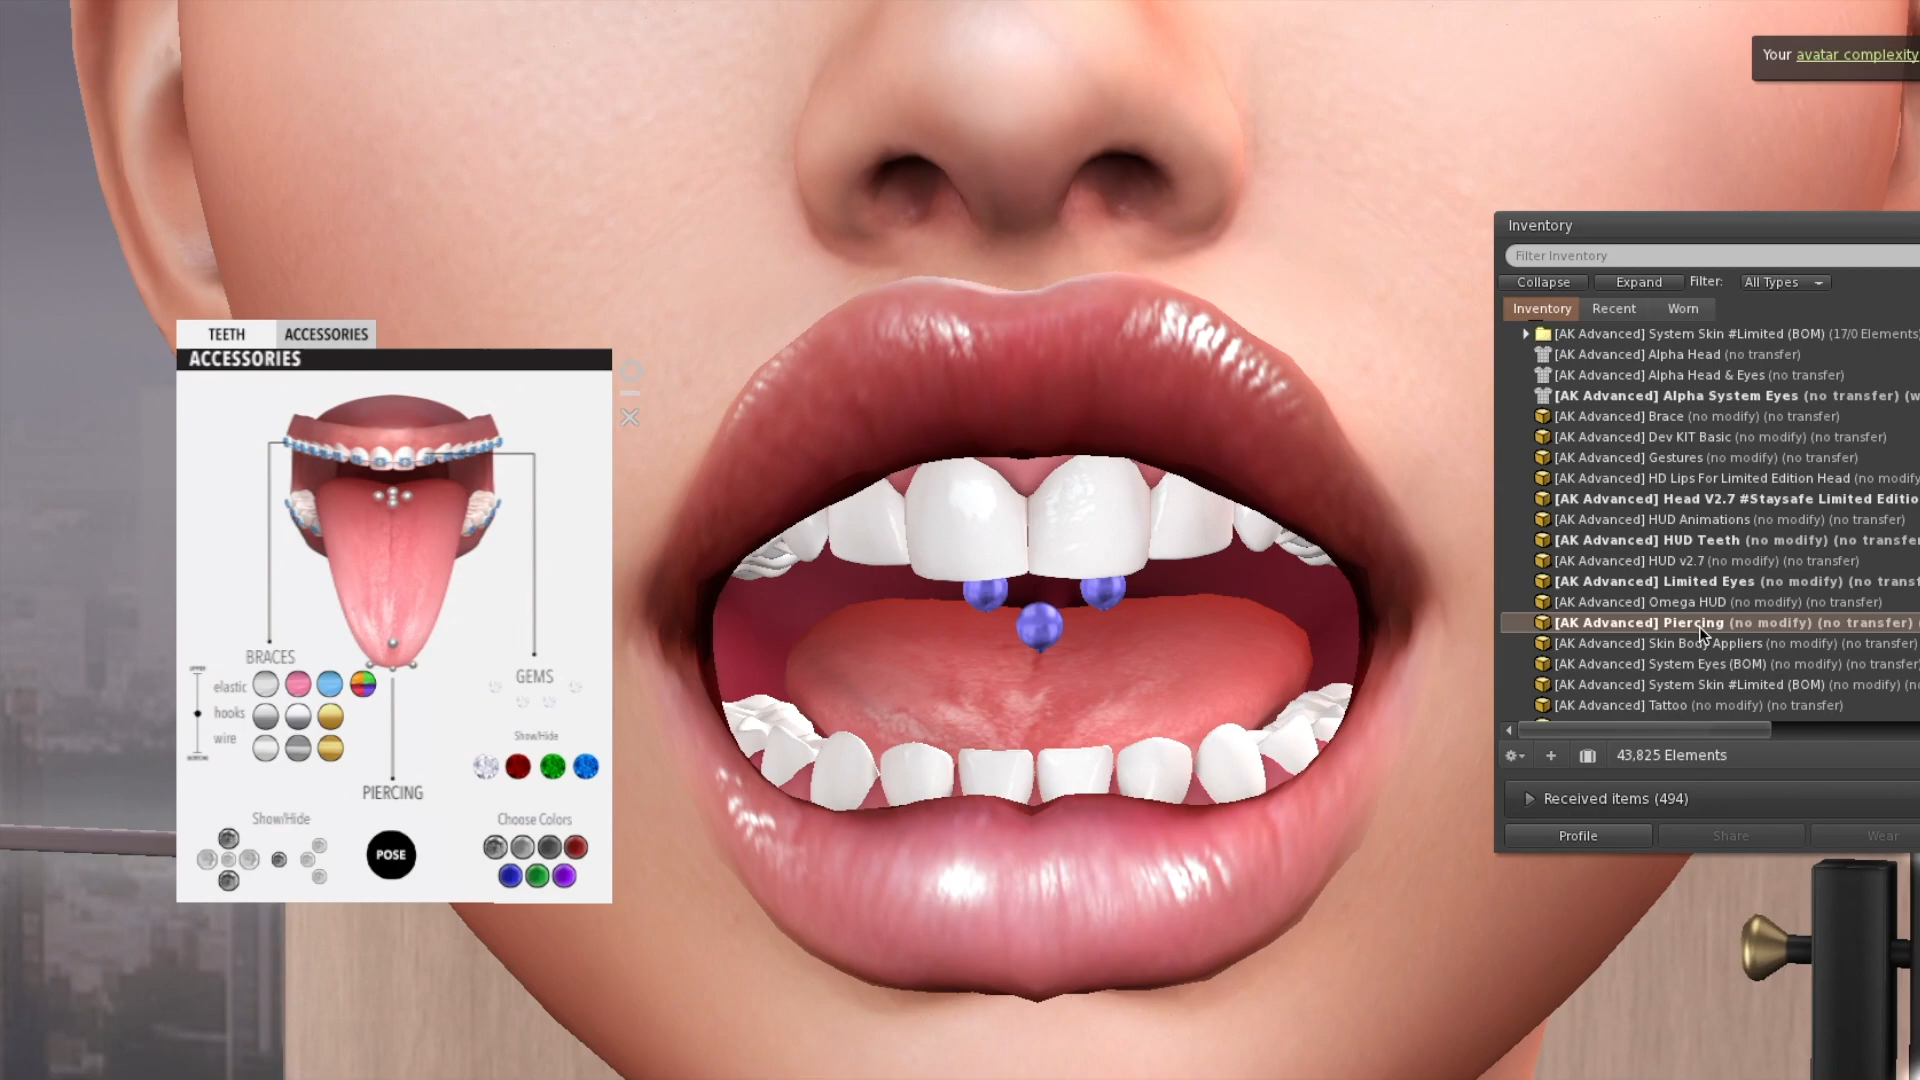 Your avatar complexity
TEETH
ACCESSORIES
ACCESSORIES
BRACES
elastic
hooks
wire
GEMS
Show/Hide
PIERCING
Show/Hide
POSE
Choose Colors
Inventory
Filter Inventory
Collapse
Expand
Filter:
All Types
Inventory
Recent
Worn
[AK Advanced] System Skin #Limited (BOM) (17/0 Elements
[AK Advanced] Alpha Head (no transfer)
[AK Advanced] Alpha Head & Eyes (no transfer)
[AK Advanced] Alpha System Eyes (no transfer) (w
[AK Advanced] Brace (no modify) (no transfer)
[AK Advanced] Dev KIT Basic (no modify) (no transfer)
[AK Advanced] Gestures (no modify) (no transfer)
[AK Advanced] HD Lips For Limited Edition Head (no modify
[AK Advanced] Head V2.7 #Staysafe Limited Editio
[AK Advanced] HUD Animations (no modify) (no transfer)
[AK Advanced] HUD Teeth (no modify) (no transfe
[AK Advanced] HUD v2.7 (no modify) (no transfer)
[AK Advanced] Limited Eyes (no modify) (no transf
[AK Advanced] Omega HUD (no modify) (no transfer)
[AK Advanced] Piercing (no modify) (no transfer) (
[AK Advanced] Skin Body Appliers (no modify) (no transfer)
[AK Advanced] System Eyes (BOM) (no modify) (no transfer
[AK Advanced] System Skin #Limited (BOM) (no modify) (no
[AK Advanced] Tattoo (no modify) (no transfer)
43,825 Elements
Received items (494)
Profile
Share
Wear